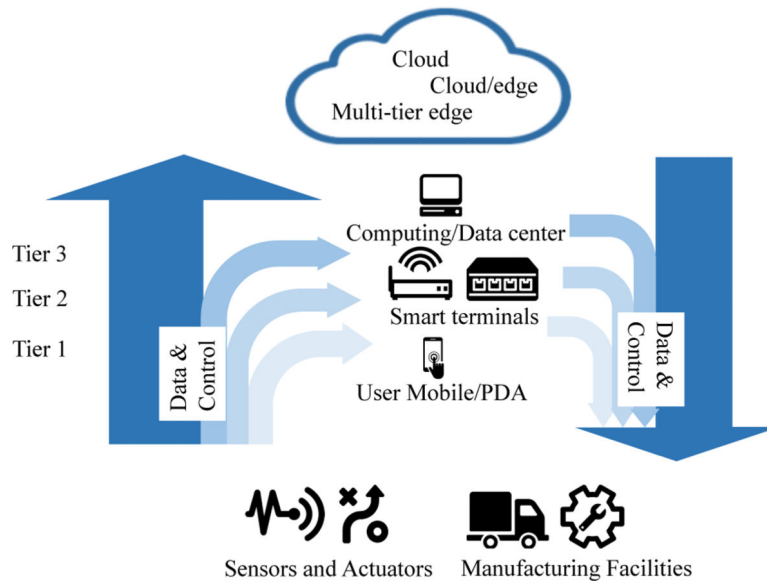 Cloud
Cloud/edge
Multi-tier edge
Computing/Data center
Tier 3
Tier 2
Smart terminals
Tier 1
User Mobile/PDA
Data &
Control
Data &
Control
Sensors and Actuators
Manufacturing Facilities